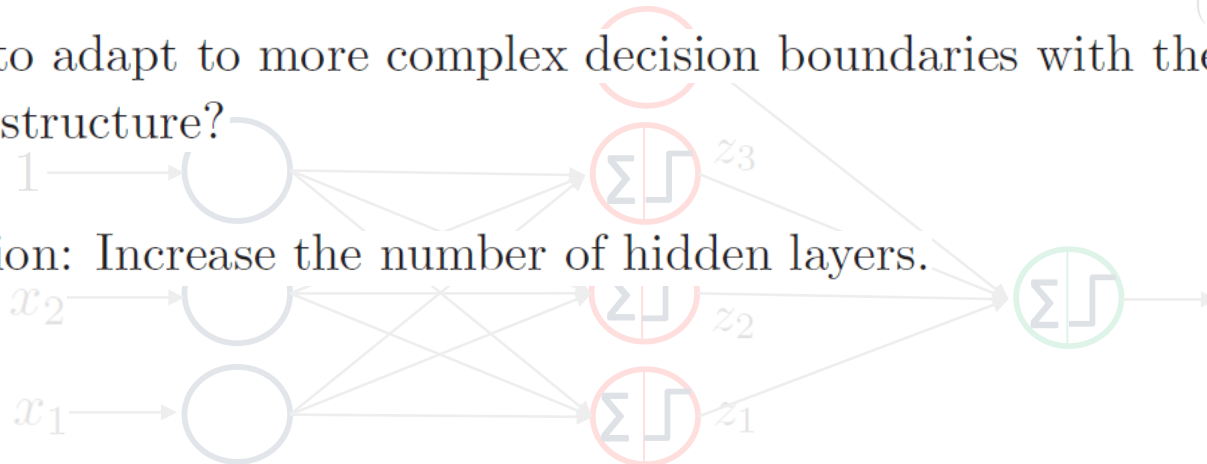 to adapt to more complex decision boundaries with the
structure?
z3
1
ion: Increase the number of hidden layers.
x2
Σ
z2
x1
Σ
z1
Σ
Σ